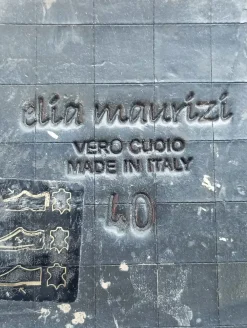 elia maurizi
VERO CUOIO
MADE IN ITALY
40